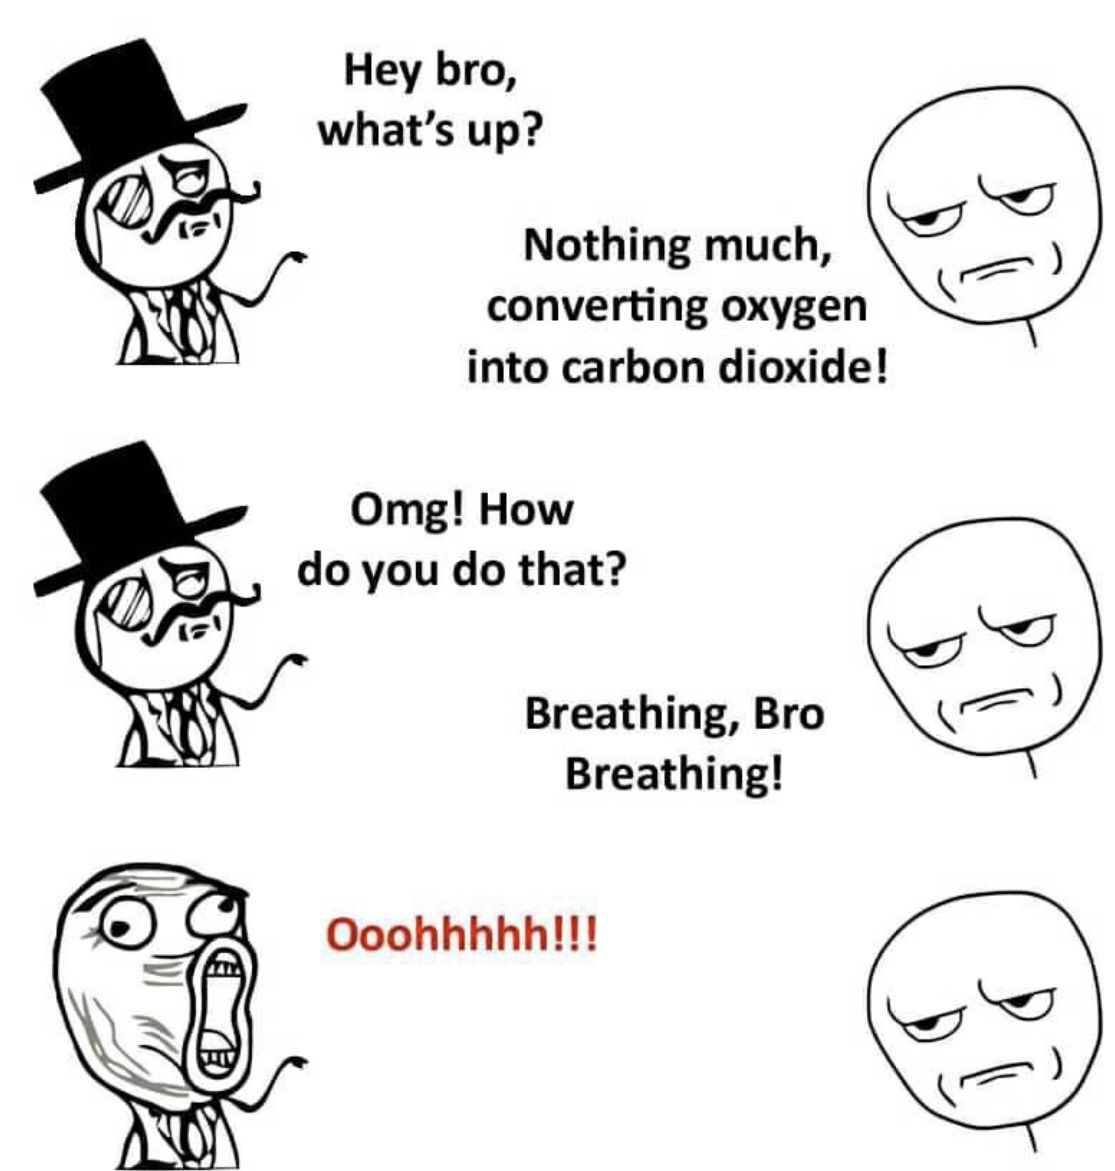 Hey bro,
what's up?
Nothing much,
converting oxygen
into carbon dioxide!
Omg! How
do you do that?
Breathing, Bro
Breathing!
Ooohhhhh!!!